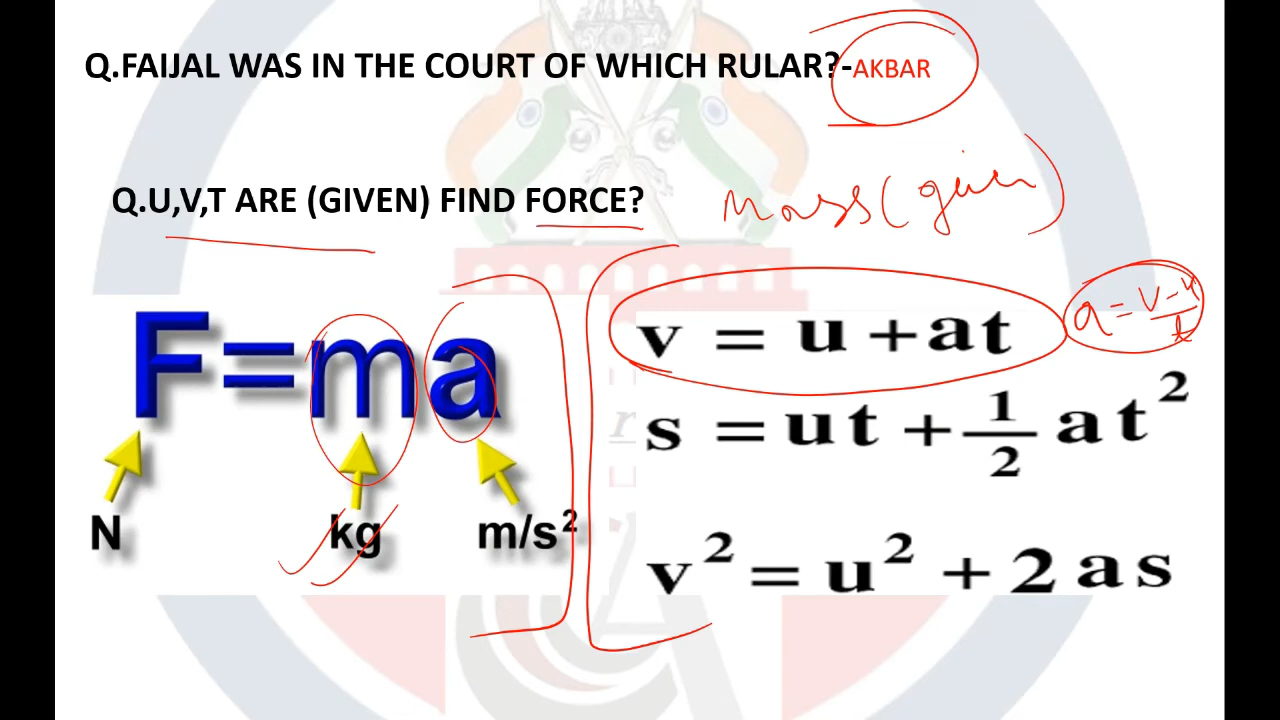 Q.FAIJAL WAS IN THE COURT OF WHICH RULAR?-AKBAR
Q.U,V,T ARE (GIVEN) FIND FORCE?
Mass (given)
F=ma
N
kg
m/s²
v = u + at
a = v-u/t
s = ut + 1/2 at²
v² = u² + 2as